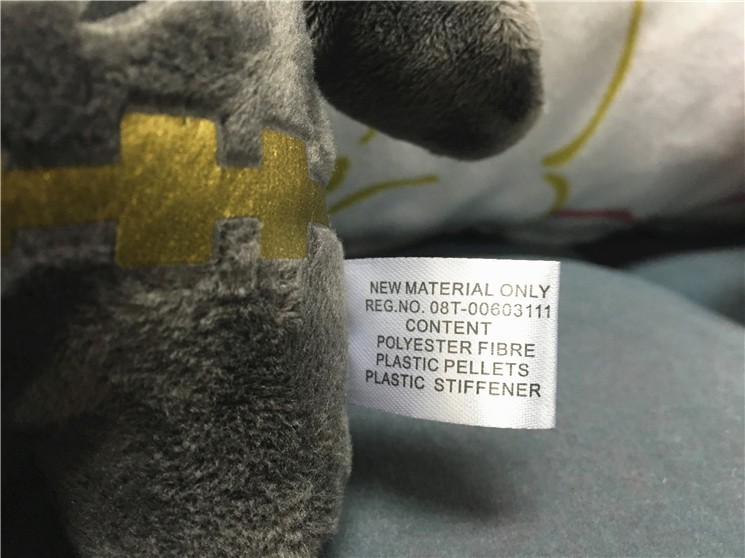 NEW MATERIAL ONLY
REG.NO. 08T-00603111
CONTENT
POLYESTER FIBRE
PLASTIC PELLETS
PLASTIC STIFFENER